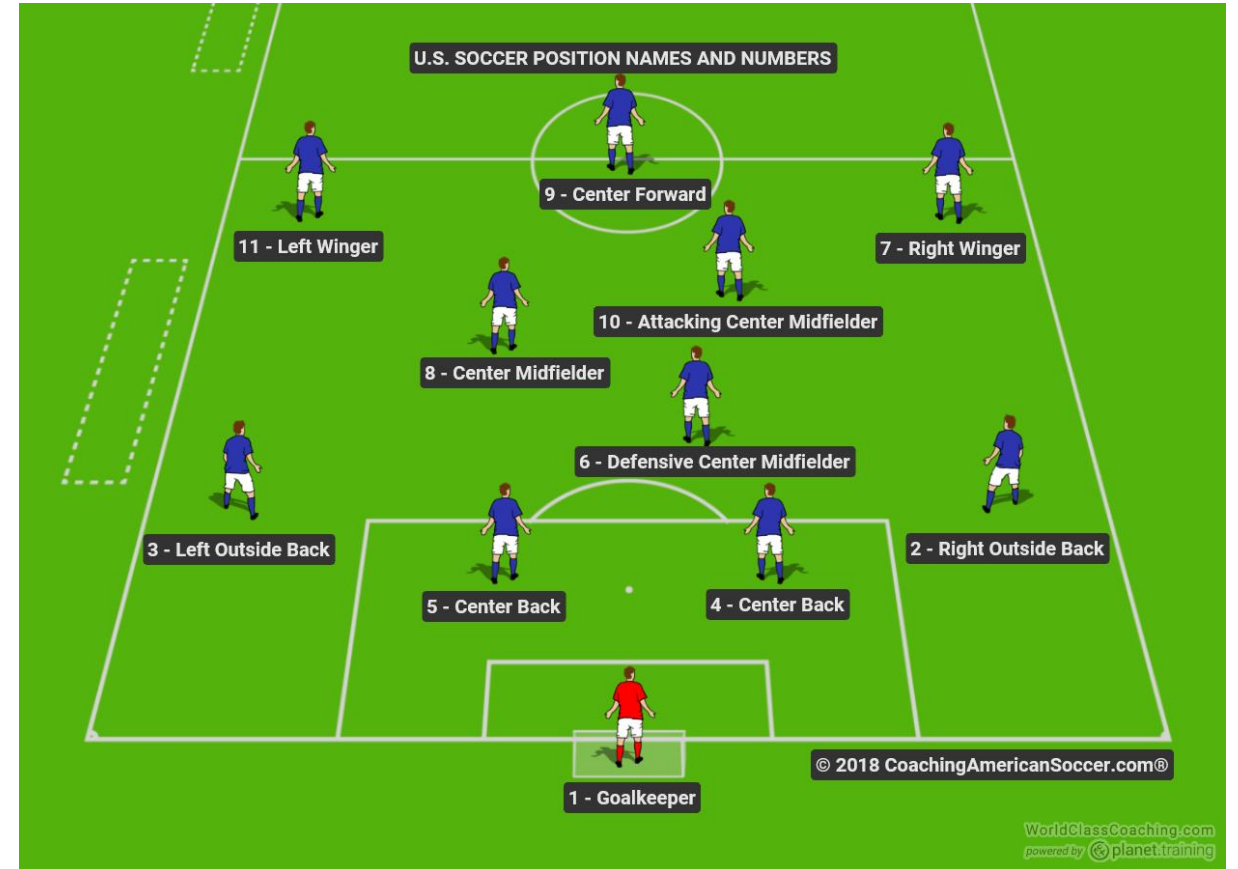 U.S. SOCCER POSITION NAMES AND NUMBERS
9 - Center Forward
11 - Left Winger
7 - Right Winger
10 - Attacking Center Midfielder
8 - Center Midfielder
6 - Defensive Center Midfielder
3 - Left Outside Back
2 - Right Outside Back
5 - Center Back
4 - Center Back
© 2018 CoachingAmericanSoccer.com®
1 - Goalkeeper
WorldClassCoaching.com
powered by planet.training